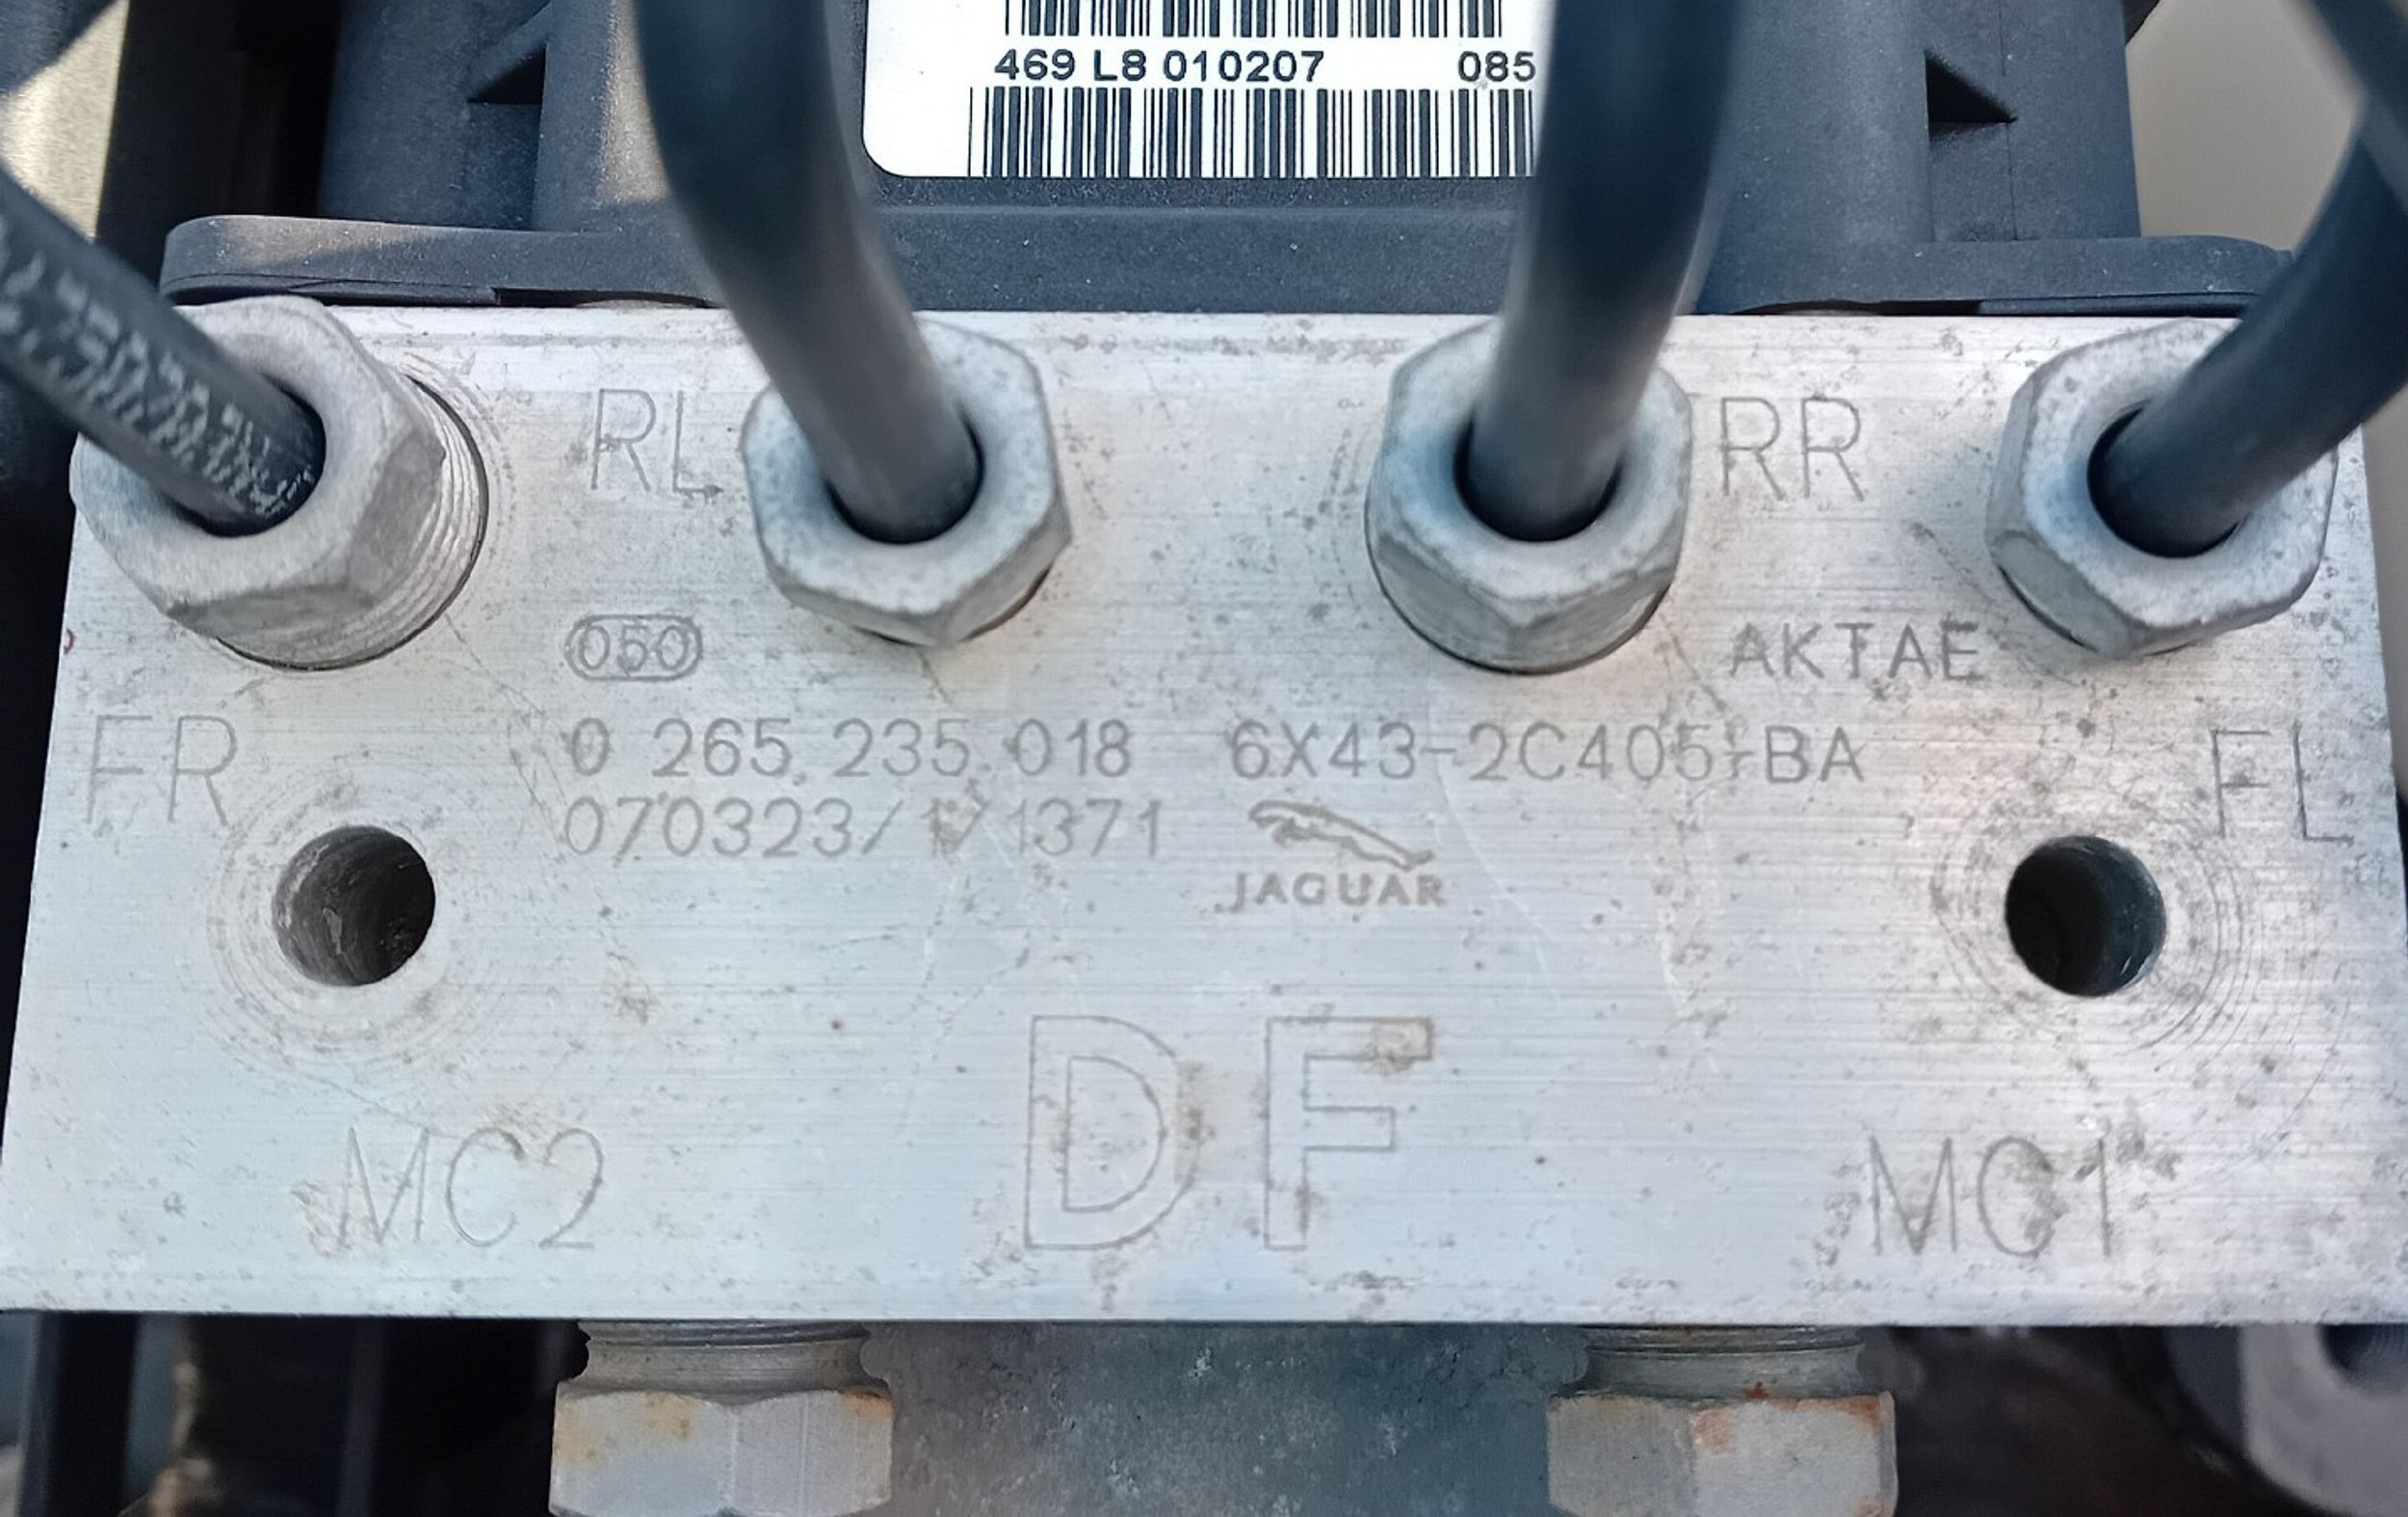 469 L8 010207 085
RL
RR
050
AKTAE
FR
0 265 235 018 6X43-2C405-BA
FL
070323/1/1371
JAGUAR
DF
MC2
MC1